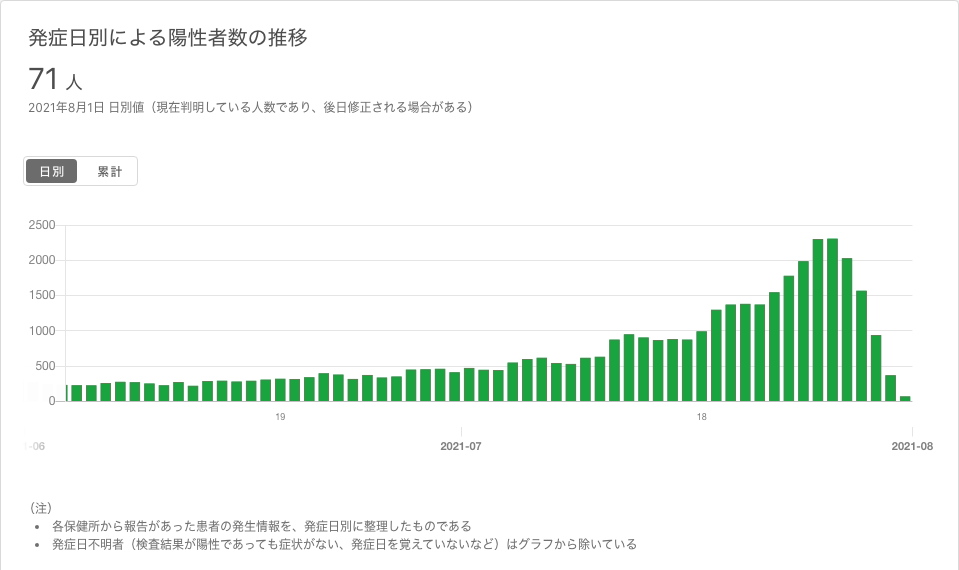 発症日別による陽性者数の推移
71 人
2021年8月1日 日別値（現在判明している人数であり、後日修正される場合がある）
日別 累計
2500
2000
1500
1000
500
0
19 18
-06 2021-07 2021-08
（注）
• 各保健所から報告があった患者の発生情報を、発症日別に整理したものである
• 発症日不明者（検査結果が陽性であっても症状がない、発症日を覚えていないなど）はグラフから除いている